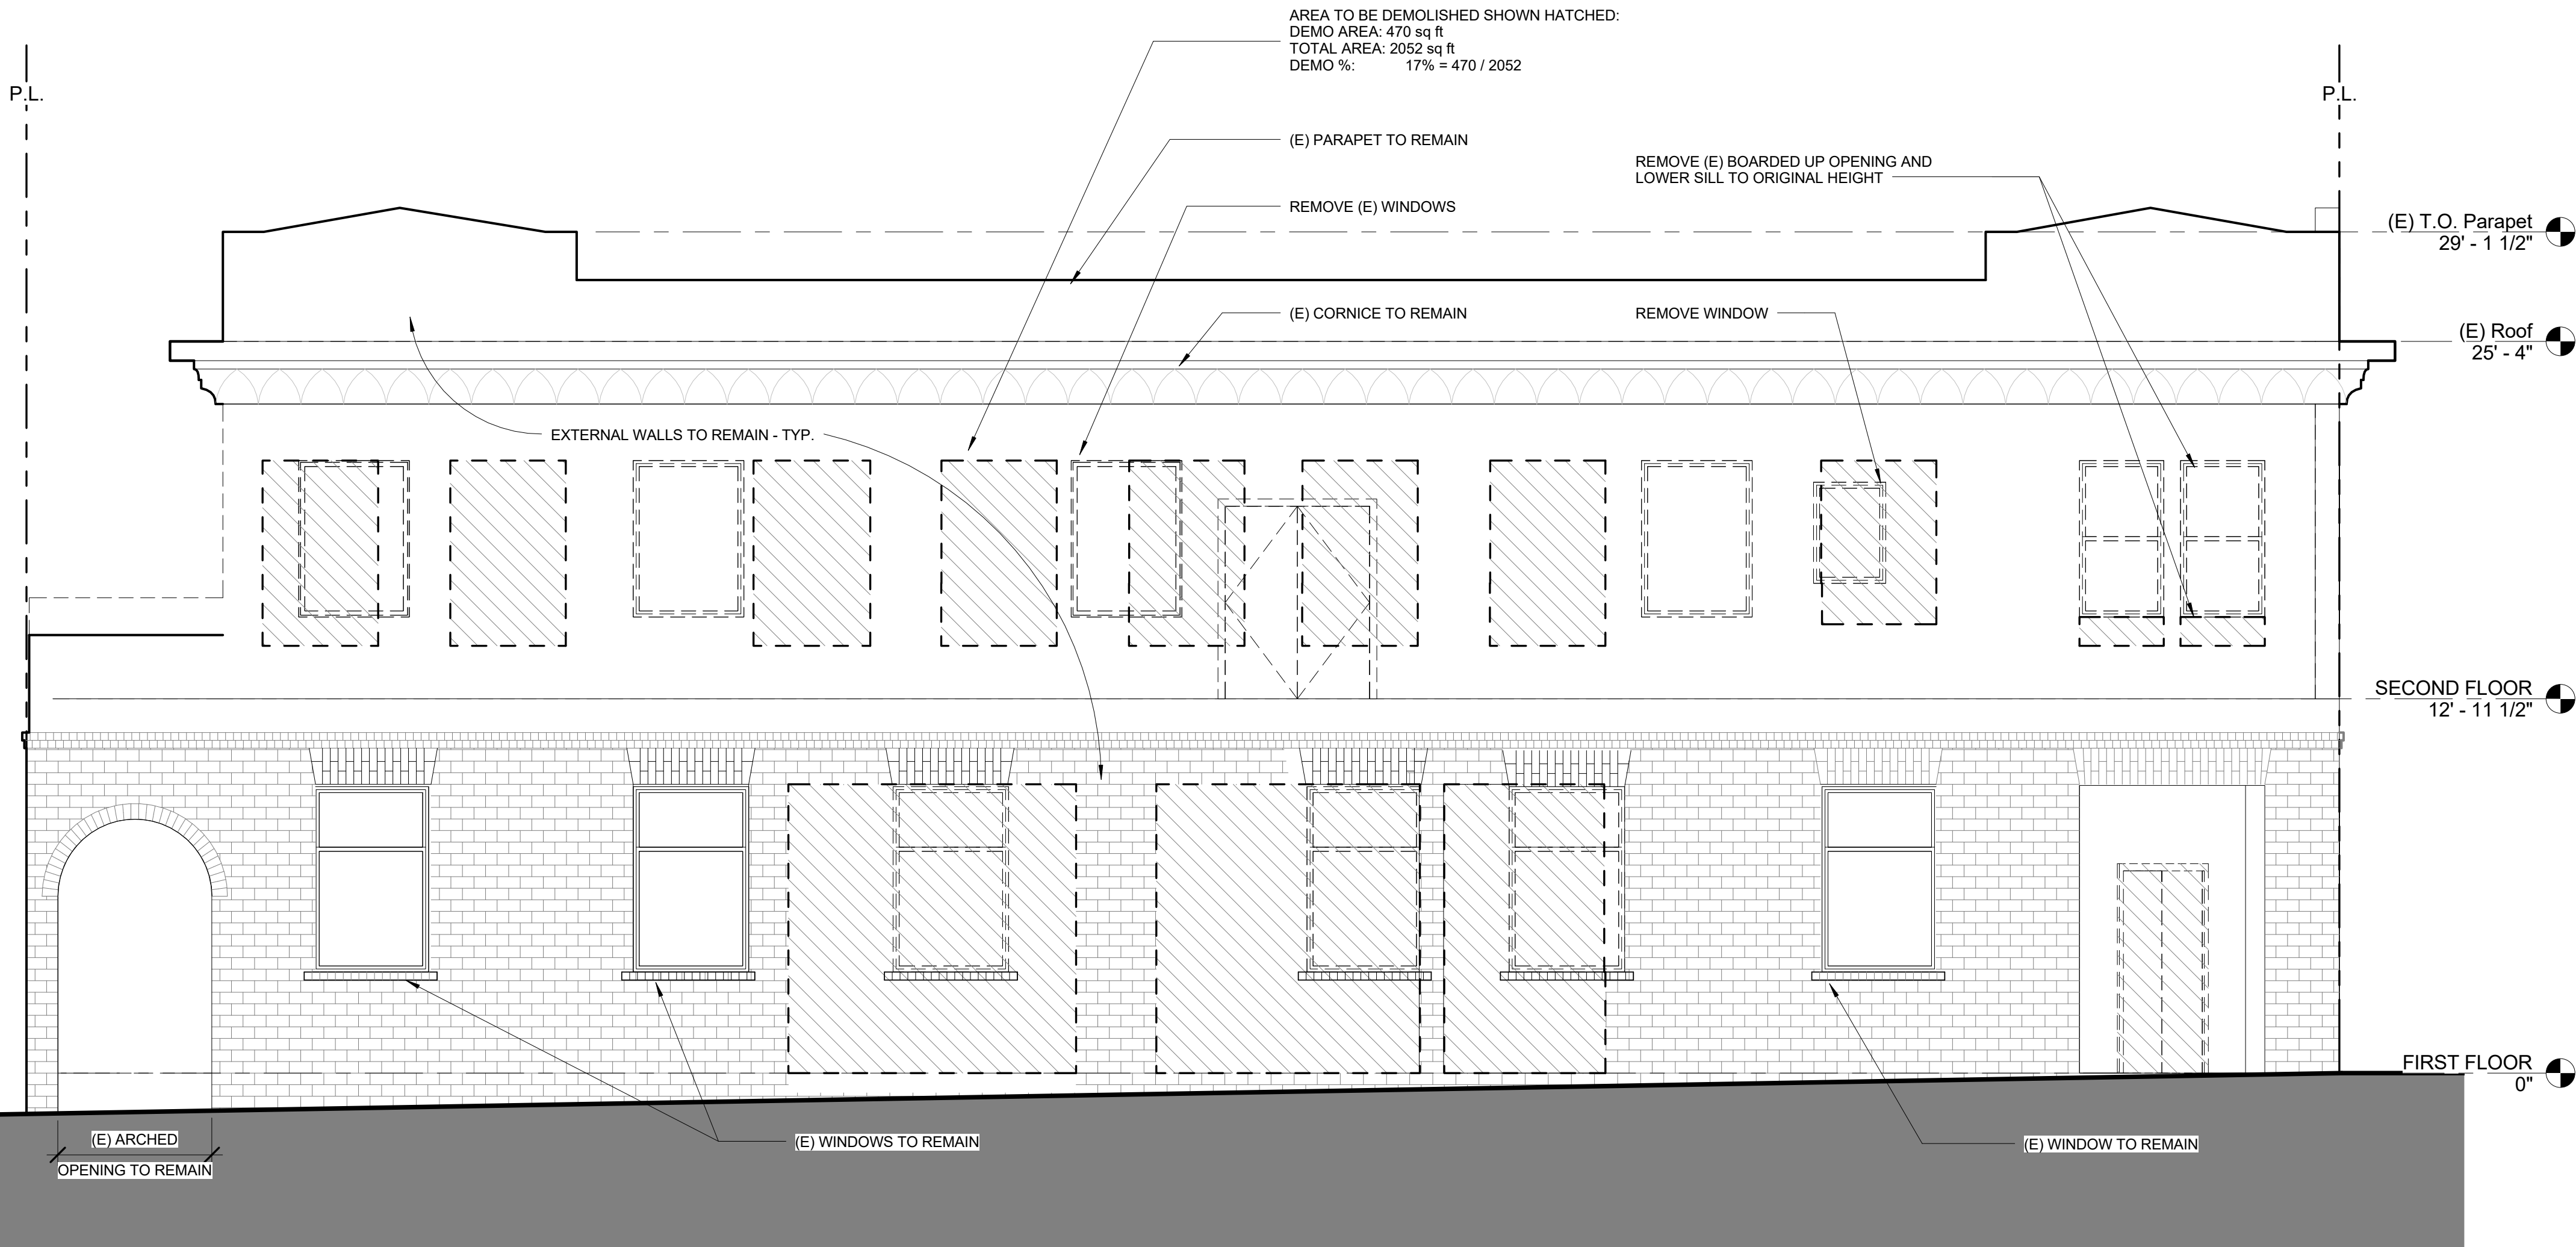 AREA TO BE DEMOLISHED SHOWN HATCHED:
DEMO AREA: 470 sq ft
TOTAL AREA: 2052 sq ft
DEMO %: 17% = 470 / 2052
P.L.
P.L.
(E) PARAPET TO REMAIN
REMOVE (E) BOARDED UP OPENING AND
LOWER SILL TO ORIGINAL HEIGHT
REMOVE (E) WINDOWS
(E) T.O. Parapet
29' - 1 1/2"
(E) CORNICE TO REMAIN
REMOVE WINDOW
(E) Roof
25' - 4"
EXTERNAL WALLS TO REMAIN - TYP.
SECOND FLOOR
12' - 11 1/2"
FIRST FLOOR
0"
(E) ARCHED
OPENING TO REMAIN
(E) WINDOWS TO REMAIN
(E) WINDOW TO REMAIN